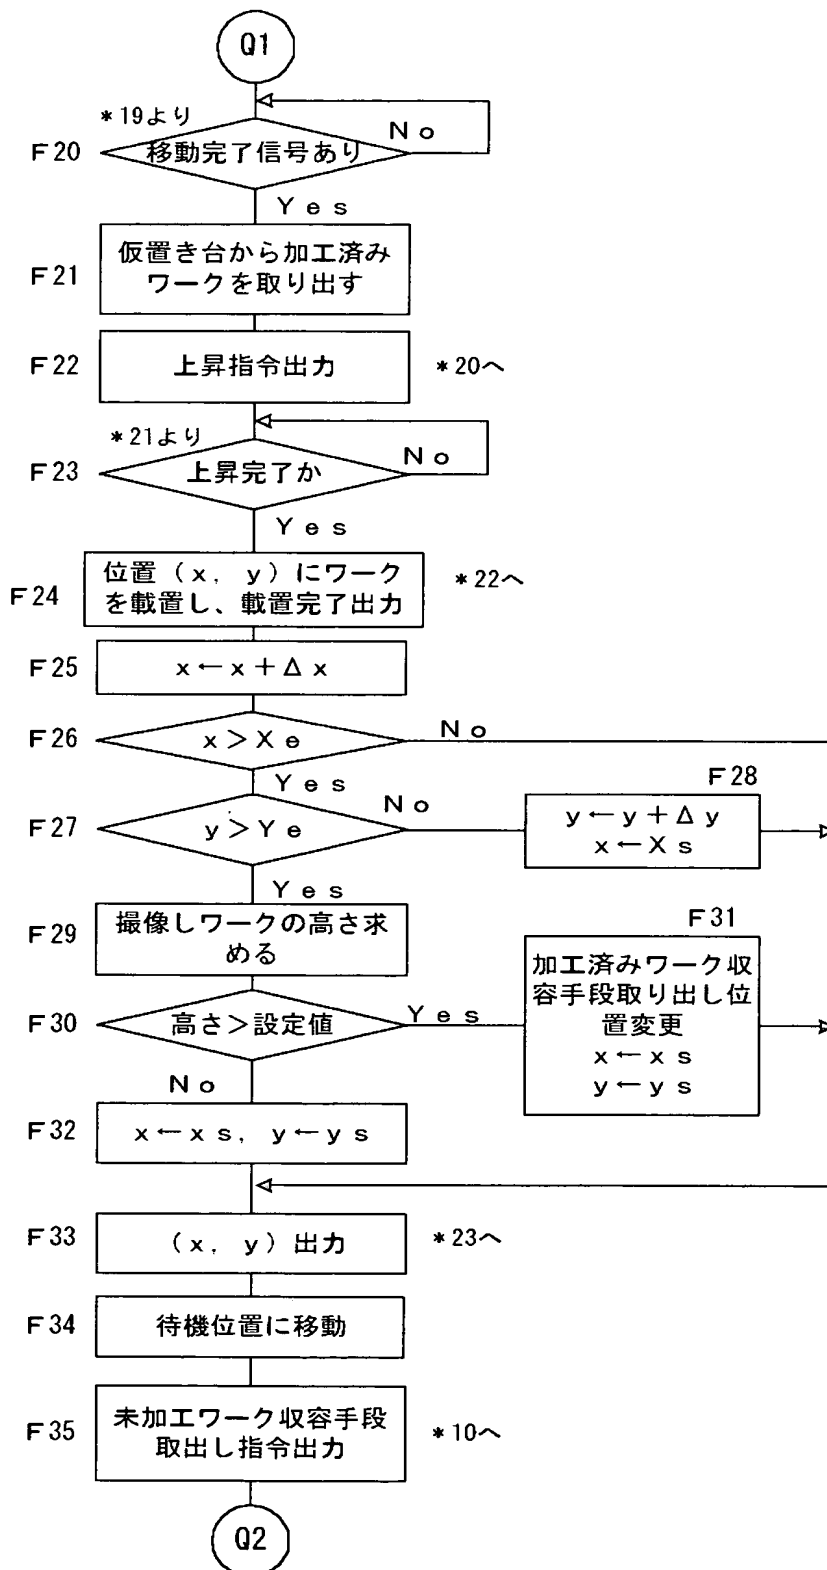 Q1
*19より
No
F20
移動完了信号あり
Yes
F21
仮置き台から加工済み
ワークを取り出す
F22
上昇指令出力
*20へ
*21より
No
F23
上昇完了か
Yes
F24
位置（x, y）にワーク
を載置し、載置完了出力
*22へ
F25
x←x+Δx
F26
x>Xe
No
Yes
F27
y>Ye
No
F28
y←y+Δy
x←Xs
Yes
F29
撮像しワークの高さ求
める
F31
加工済みワーク収
容手段取り出し位
置変更
x←xs
y←ys
F30
高さ>設定値
Yes
No
F32
x←xs, y←ys
F33
（x, y）出力
*23へ
F34
待機位置に移動
F35
未加工ワーク収容手段
取出し指令出力
*10へ
Q2